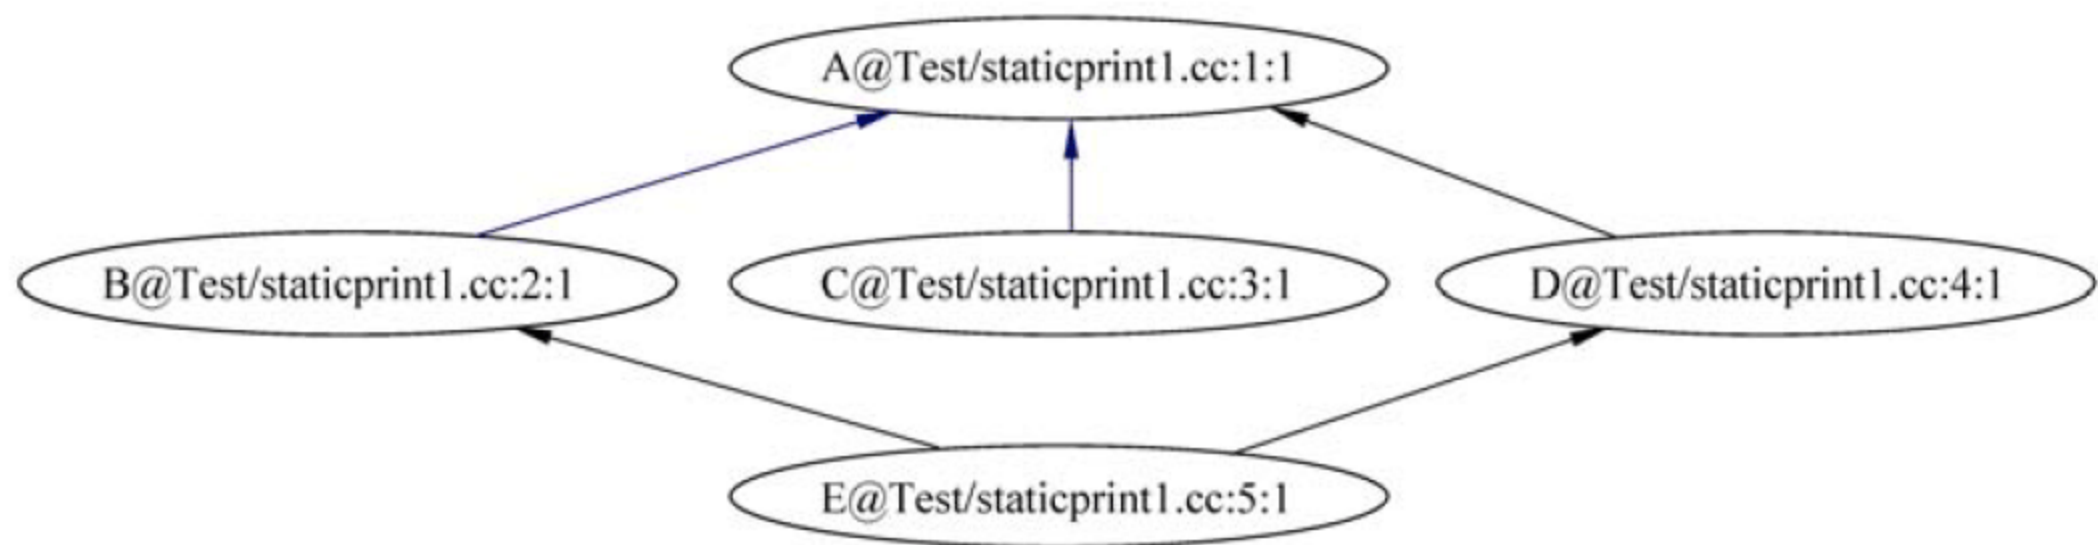 A@Test/staticprint1.cc:1:1
B@Test/staticprint1.cc:2:1
C@Test/staticprint1.cc:3:1
D@Test/staticprint1.cc:4:1
E@Test/staticprint1.cc:5:1